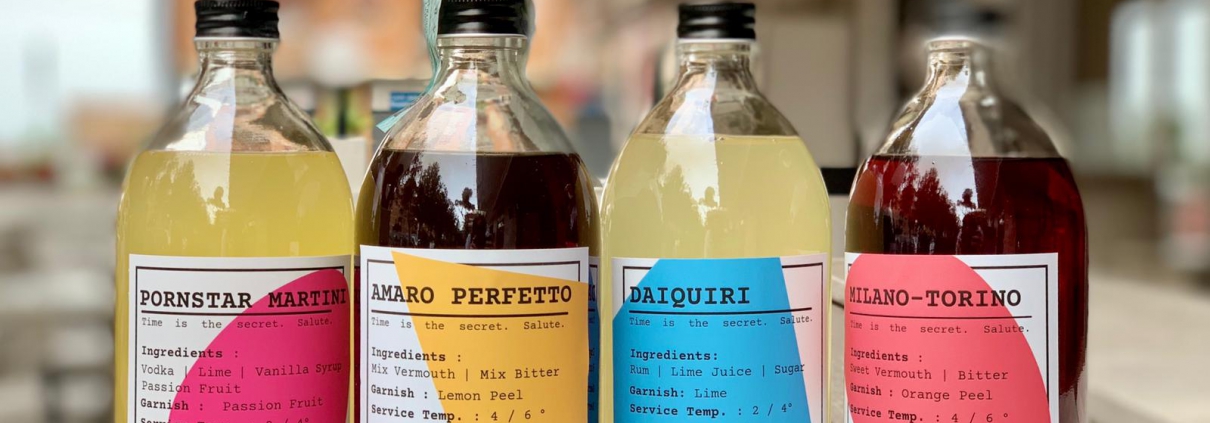 PORNSTAR MARTINI
Time is the secret. Salute.
Ingredients :
Vodka | Lime | Vanilla Syrup
Passion Fruit
Garnish : Passion Fruit
AMARO PERFETTO
Time is the secret. Salute.
Ingredients :
Mix Vermouth | Mix Bitter
Garnish : Lemon Peel
Service Temp. : 4 / 6 °
DAIQUIRI
Time is the secret. Salute.
Ingredients:
Rum | Lime Juice | Sugar
Garnish: Lime
Service Temp. : 2 / 4°
MILANO-TORINO
Time is the secret. Salute.
Ingredients :
Sweet Vermouth | Bitter
Garnish : Orange Peel
Service Temp. : 4 / 6 °